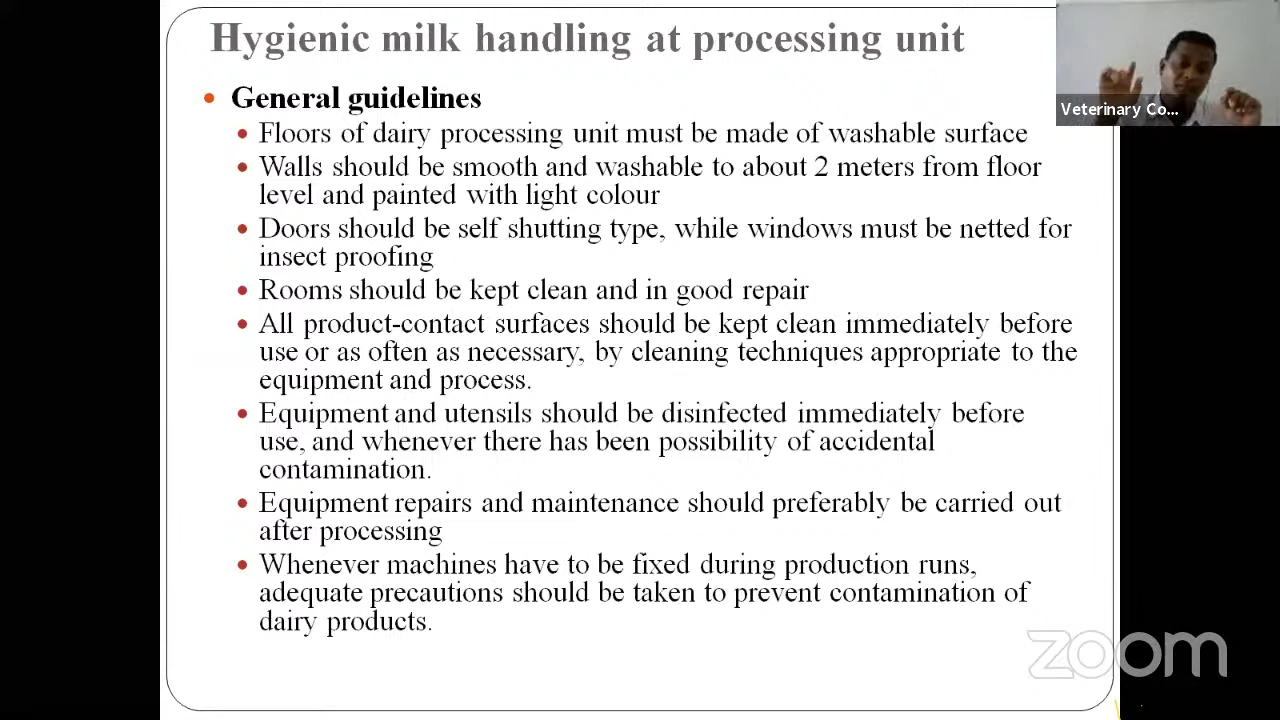 Hygienic milk handling at processing unit
Veterinary Co...
• General guidelines
• Floors of dairy processing unit must be made of washable surface
• Walls should be smooth and washable to about 2 meters from floor
level and painted with light colour
• Doors should be self shutting type, while windows must be netted for
insect proofing
• Rooms should be kept clean and in good repair
• All product-contact surfaces should be kept clean immediately before
use or as often as necessary, by cleaning techniques appropriate to the
equipment and process.
• Equipment and utensils should be disinfected immediately before
use, and whenever there has been possibility of accidental
contamination.
• Equipment repairs and maintenance should preferably be carried out
after processing
• Whenever machines have to be fixed during production runs,
adequate precautions should be taken to prevent contamination of
dairy products.
zoom